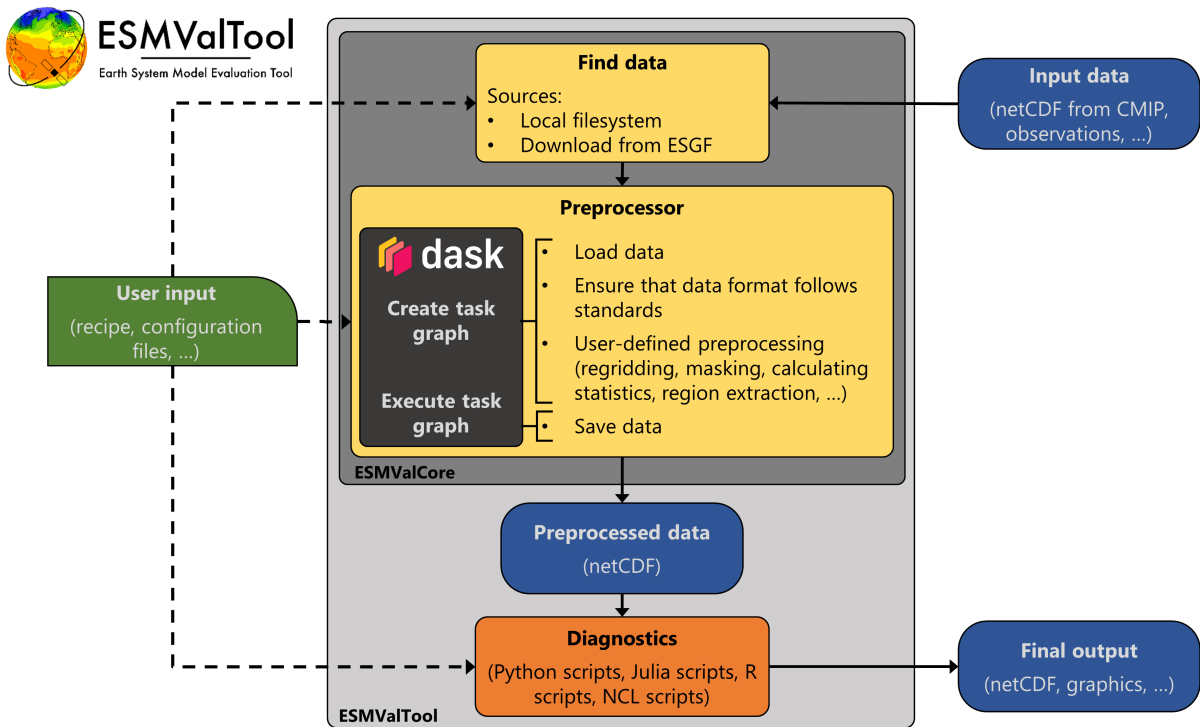 ESMValTool
Earth System Model Evaluation Tool
Find data
Sources:
• Local filesystem
• Download from ESGF
Input data
(netCDF from CMIP,
observations, ...)
Preprocessor
dask
Create task
graph
Execute task
graph
• Load data
• Ensure that data format follows
standards
• User-defined preprocessing
(regridding, masking, calculating
statistics, region extraction, ...)
• Save data
User input
(recipe, configuration
files, ...)
ESMValCore
Preprocessed data
(netCDF)
Diagnostics
(Python scripts, Julia scripts, R
scripts, NCL scripts)
Final output
(netCDF, graphics, ...)
ESMValTool